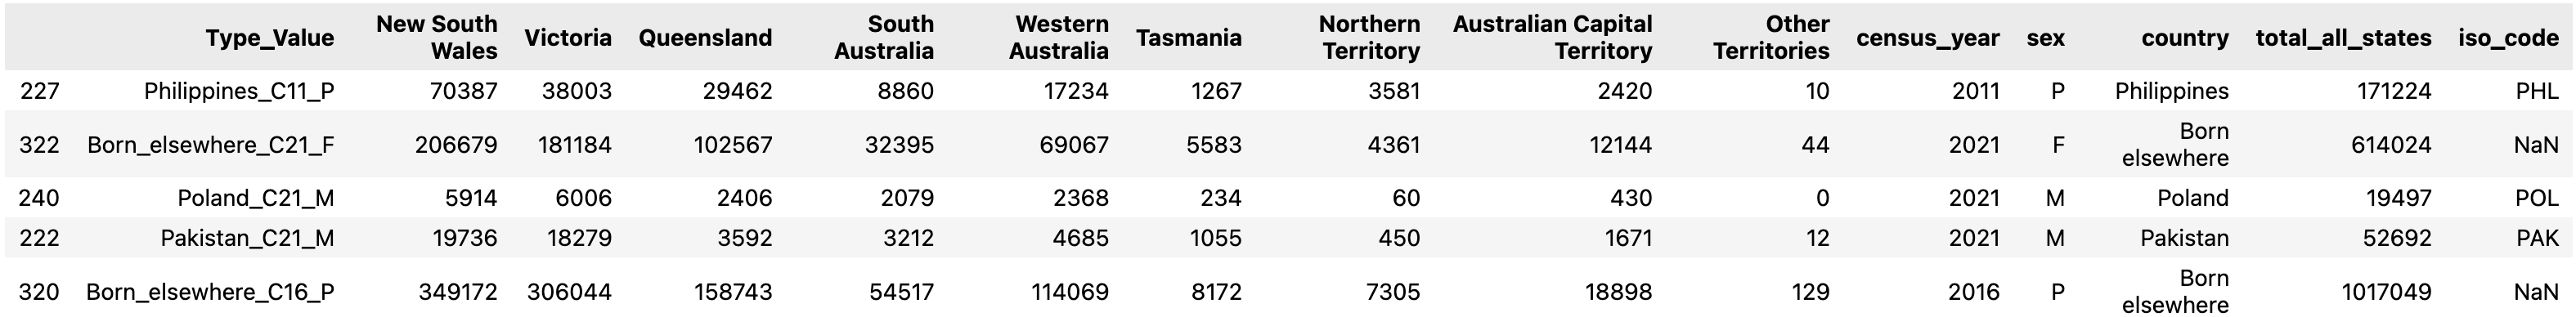 Type_Value New South Wales Victoria Queensland South Australia Western Australia Tasmania Northern Territory Australian Capital Territory Other Territories census_year sex country total_all_states iso_code
227 Philippines_C11_P 70387 38003 29462 8860 17234 1267 3581 2420 10 2011 P Philippines 171224 PHL
322 Born_elsewhere_C21_F 206679 181184 102567 32395 69067 5583 4361 12144 44 2021 F Born elsewhere 614024 NaN
240 Poland_C21_M 5914 6006 2406 2079 2368 234 60 430 0 2021 M Poland 19497 POL
222 Pakistan_C21_M 19736 18279 3592 3212 4685 1055 450 1671 12 2021 M Pakistan 52692 PAK
320 Born_elsewhere_C16_P 349172 306044 158743 54517 114069 8172 7305 18898 129 2016 P Born elsewhere 1017049 NaN